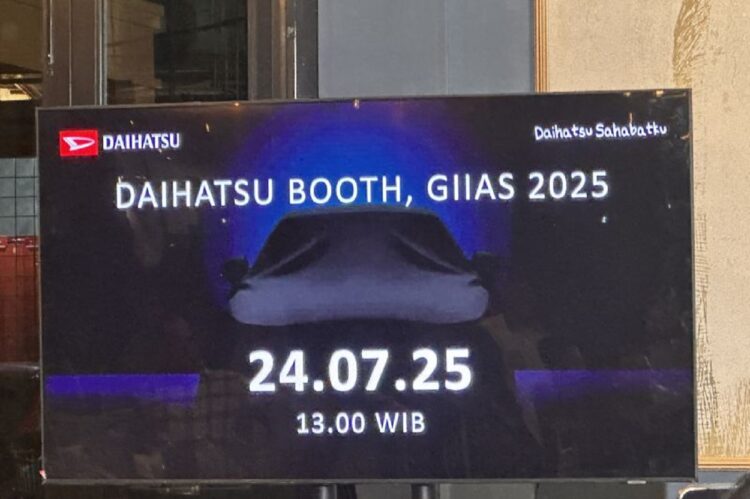 DAIHATSU
Daihatsu Sahabatku
DAIHATSU BOOTH, GIIAS 2025
24.07.25
13.00 WIB